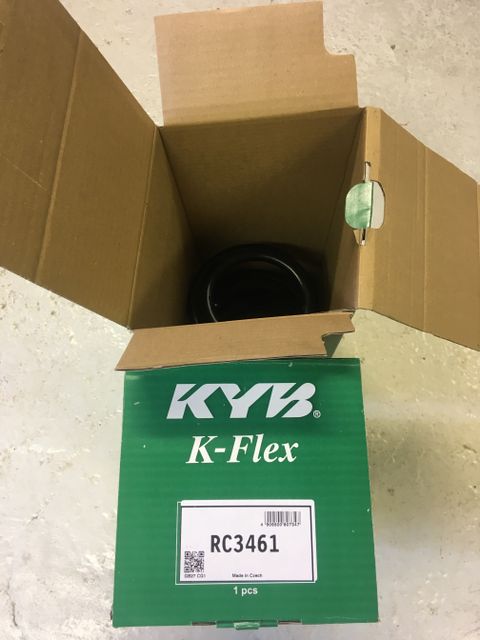 KYB®
K-Flex
RC3461
Made in Czech
1 pcs